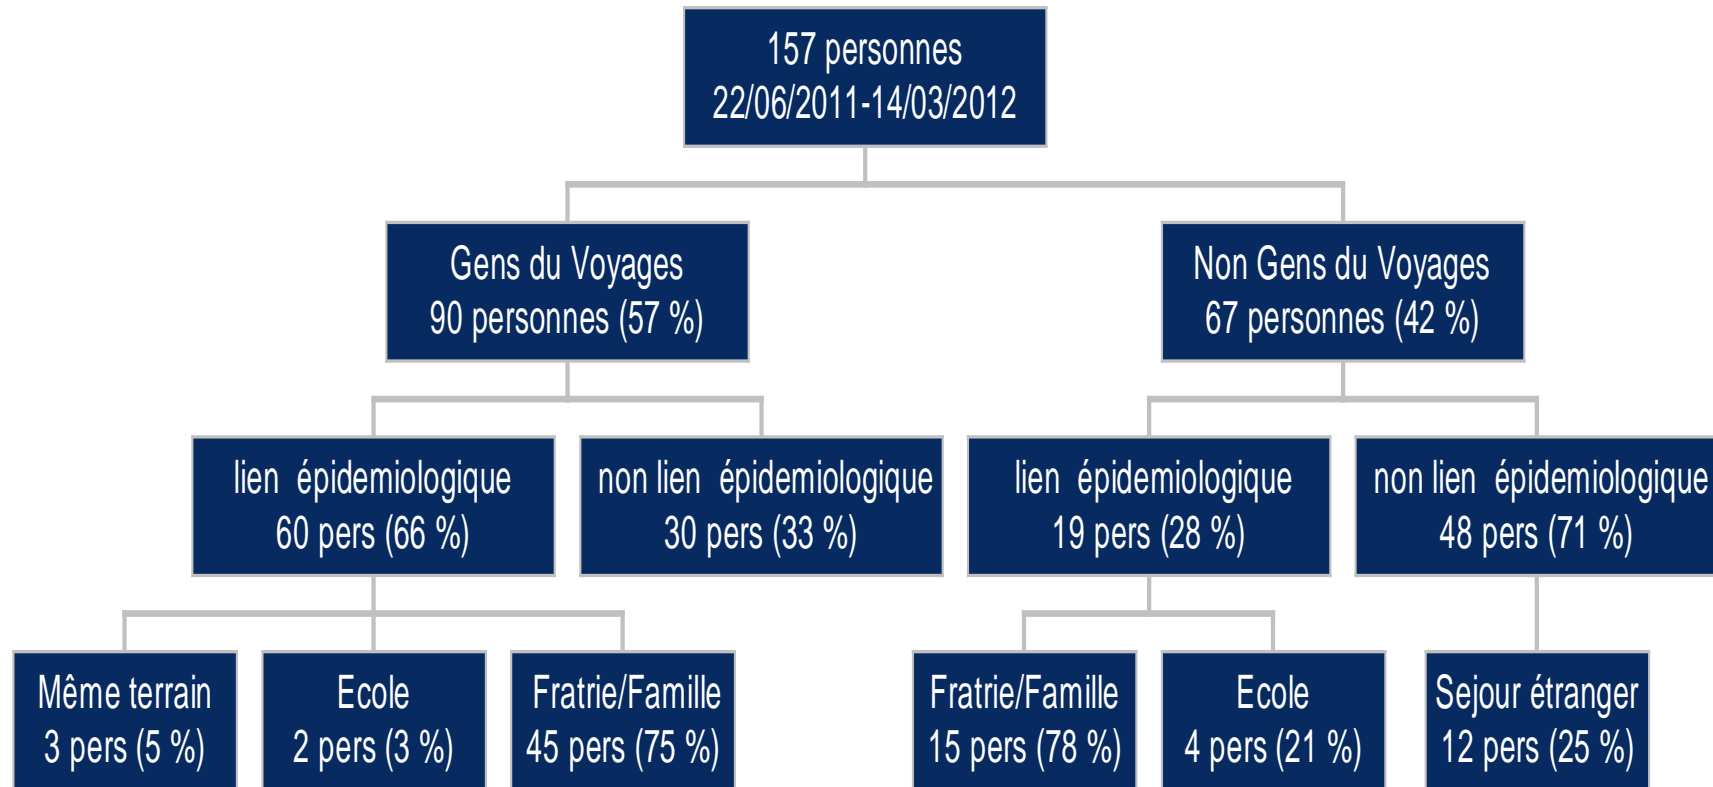 157 personnes
22/06/2011-14/03/2012
Gens du Voyages
90 personnes (57 %)
Non Gens du Voyages
67 personnes (42 %)
lien épidemiologique
60 pers (66 %)
non lien épidemiologique
30 pers (33 %)
lien épidemiologique
19 pers (28 %)
non lien épidemiologique
48 pers (71 %)
Même terrain
3 pers (5 %)
Ecole
2 pers (3 %)
Fratrie/Famille
45 pers (75 %)
Fratrie/Famille
15 pers (78 %)
Ecole
4 pers (21 %)
Sejour étranger
12 pers (25 %)